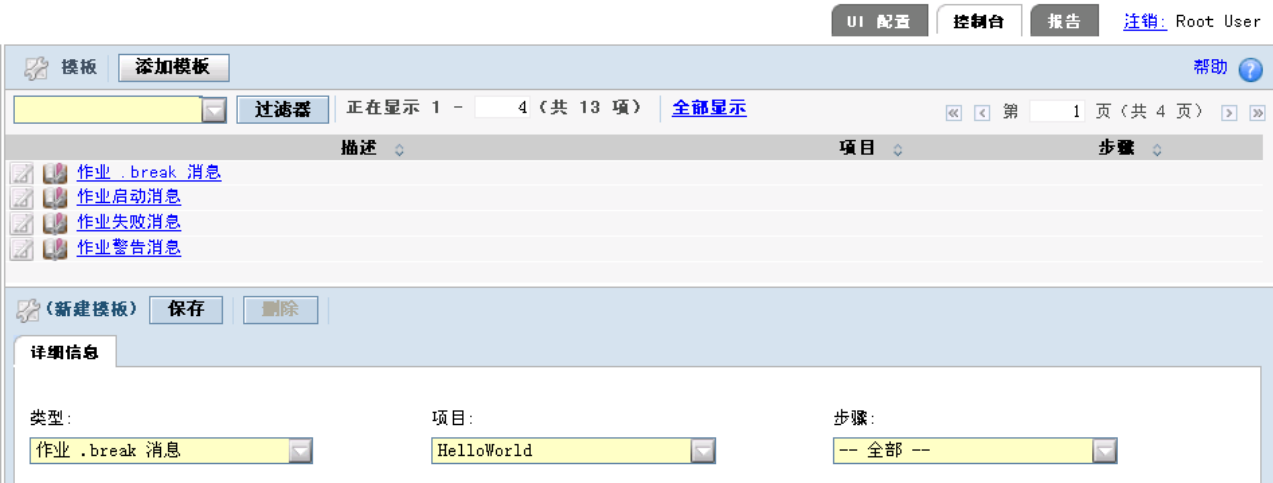 UI 配置 控制台 报告 注销: Root User
模板 添加模板 帮助 ?
过滤器 正在显示 1 - 4 (共 13 项) 全部显示 第 1 页(共 4 页)
描述 项目 步骤
作业 .break 消息
作业启动消息
作业失败消息
作业警告消息
(新建模板) 保存 删除
详细信息
类型: 项目: 步骤:
作业 .break 消息 HelloWorld -- 全部 --